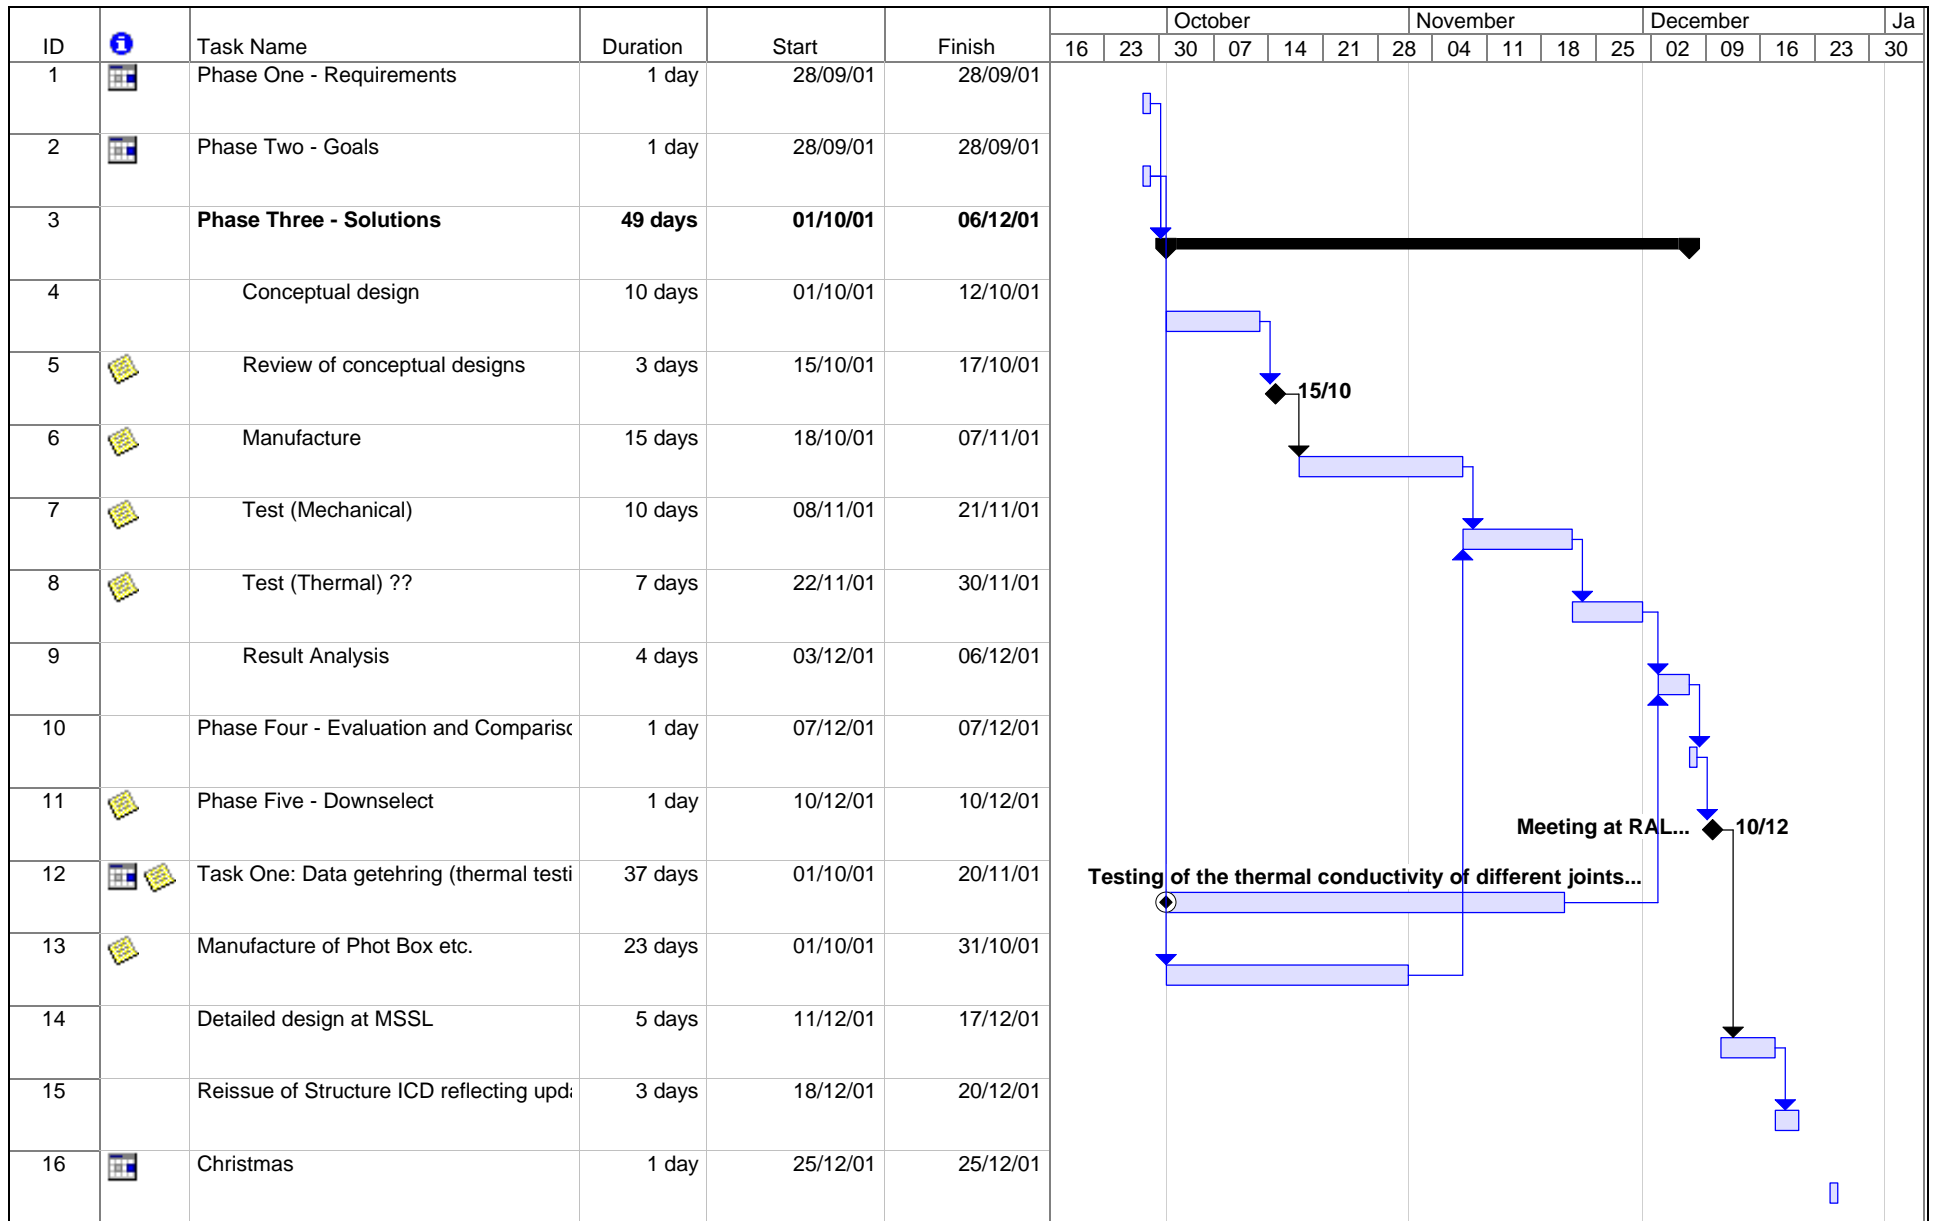 October November December Ja
ID Task Name Duration Start Finish 16 23 30 07 14 21 28 04 11 18 25 02 09 16 23 30
1 Phase One - Requirements 1 day 28/09/01 28/09/01
2 Phase Two - Goals 1 day 28/09/01 28/09/01
3 Phase Three - Solutions 49 days 01/10/01 06/12/01
4 Conceptual design 10 days 01/10/01 12/10/01
5 Review of conceptual designs 3 days 15/10/01 17/10/01
15/10
6 Manufacture 15 days 18/10/01 07/11/01
7 Test (Mechanical) 10 days 08/11/01 21/11/01
8 Test (Thermal) ?? 7 days 22/11/01 30/11/01
9 Result Analysis 4 days 03/12/01 06/12/01
10 Phase Four - Evaluation and Comparisc 1 day 07/12/01 07/12/01
11 Phase Five - Downselect 1 day 10/12/01 10/12/01
Meeting at RAL... 10/12
12 Task One: Data getehring (thermal testi 37 days 01/10/01 20/11/01
Testing of the thermal conductivity of different joints...
13 Manufacture of Phot Box etc. 23 days 01/10/01 31/10/01
14 Detailed design at MSSL 5 days 11/12/01 17/12/01
15 Reissue of Structure ICD reflecting upda 3 days 18/12/01 20/12/01
16 Christmas 1 day 25/12/01 25/12/01